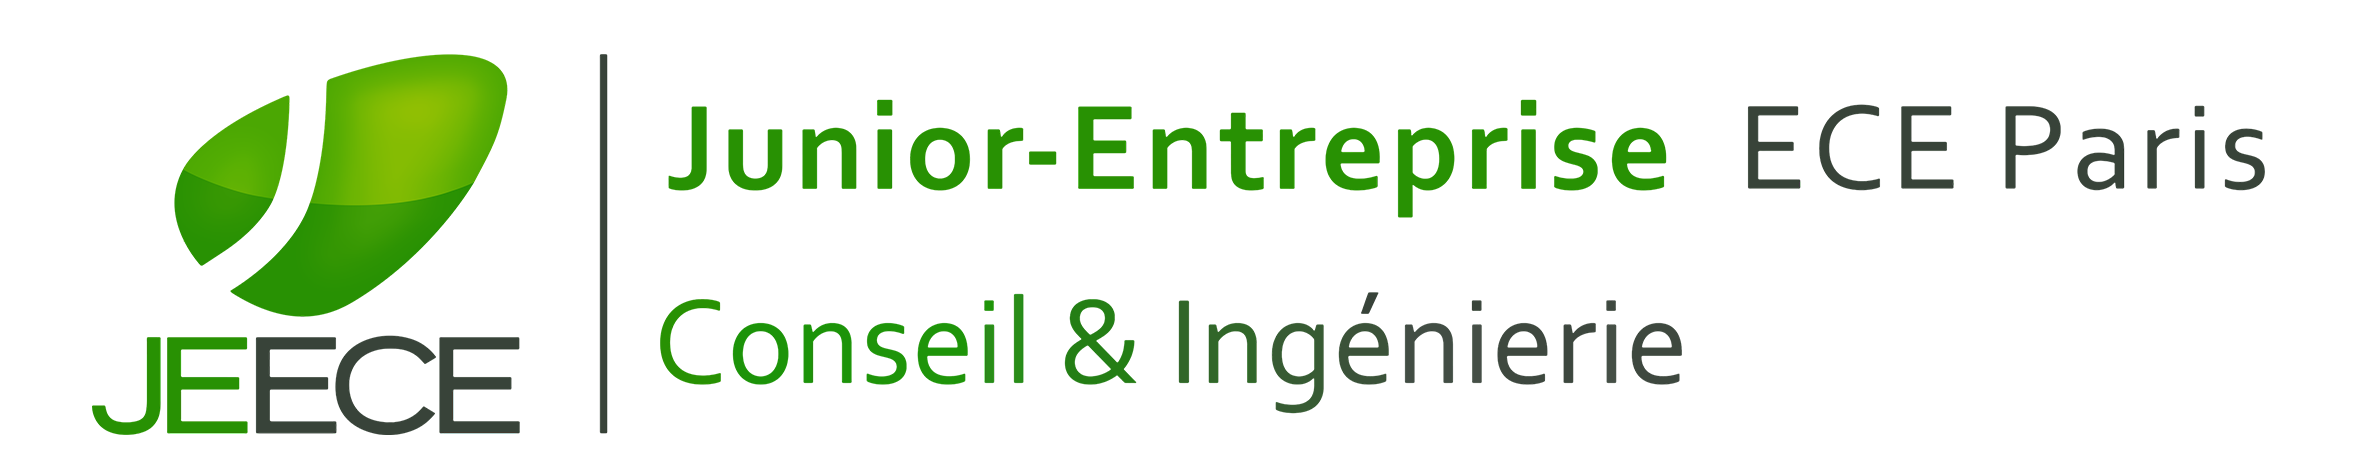 JEECE
Junior-Entreprise ECE Paris
Conseil & Ingénierie